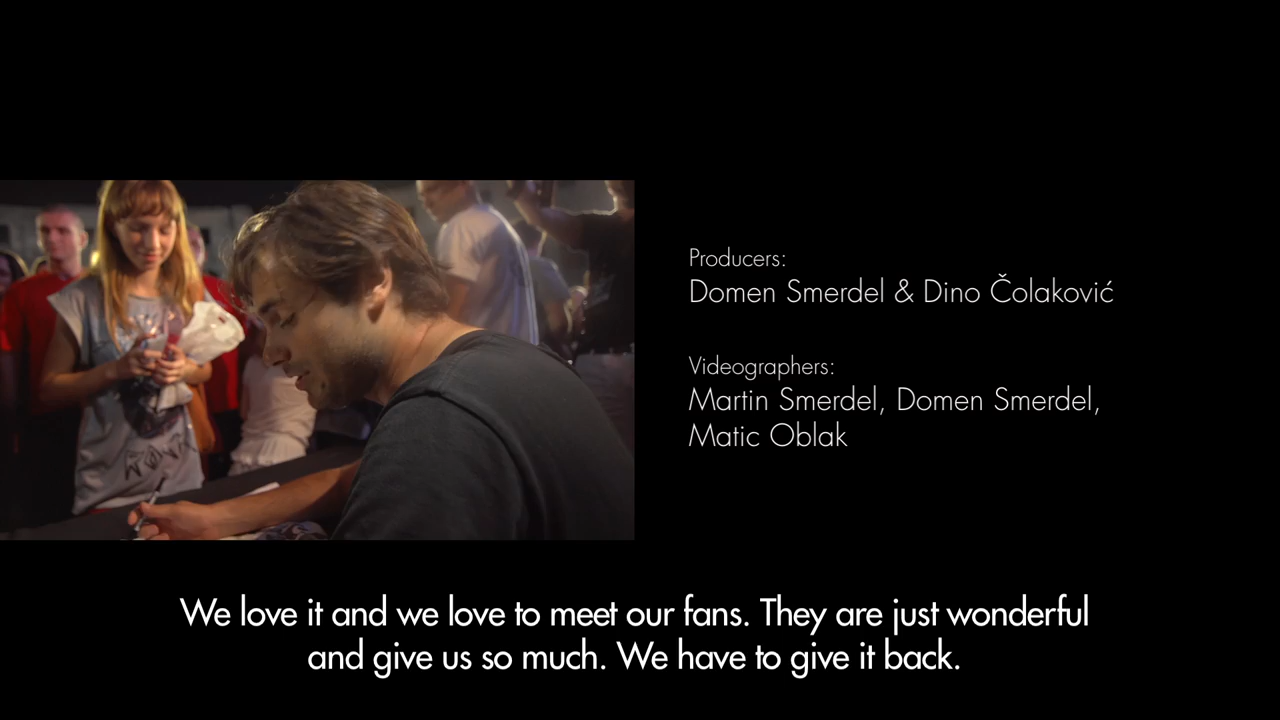 Producers:
Domen Smerdel & Dino Čolaković
Videographers:
Martin Smerdel, Domen Smerdel,
Matic Oblak
We love it and we love to meet our fans. They are just wonderful
and give us so much. We have to give it back.